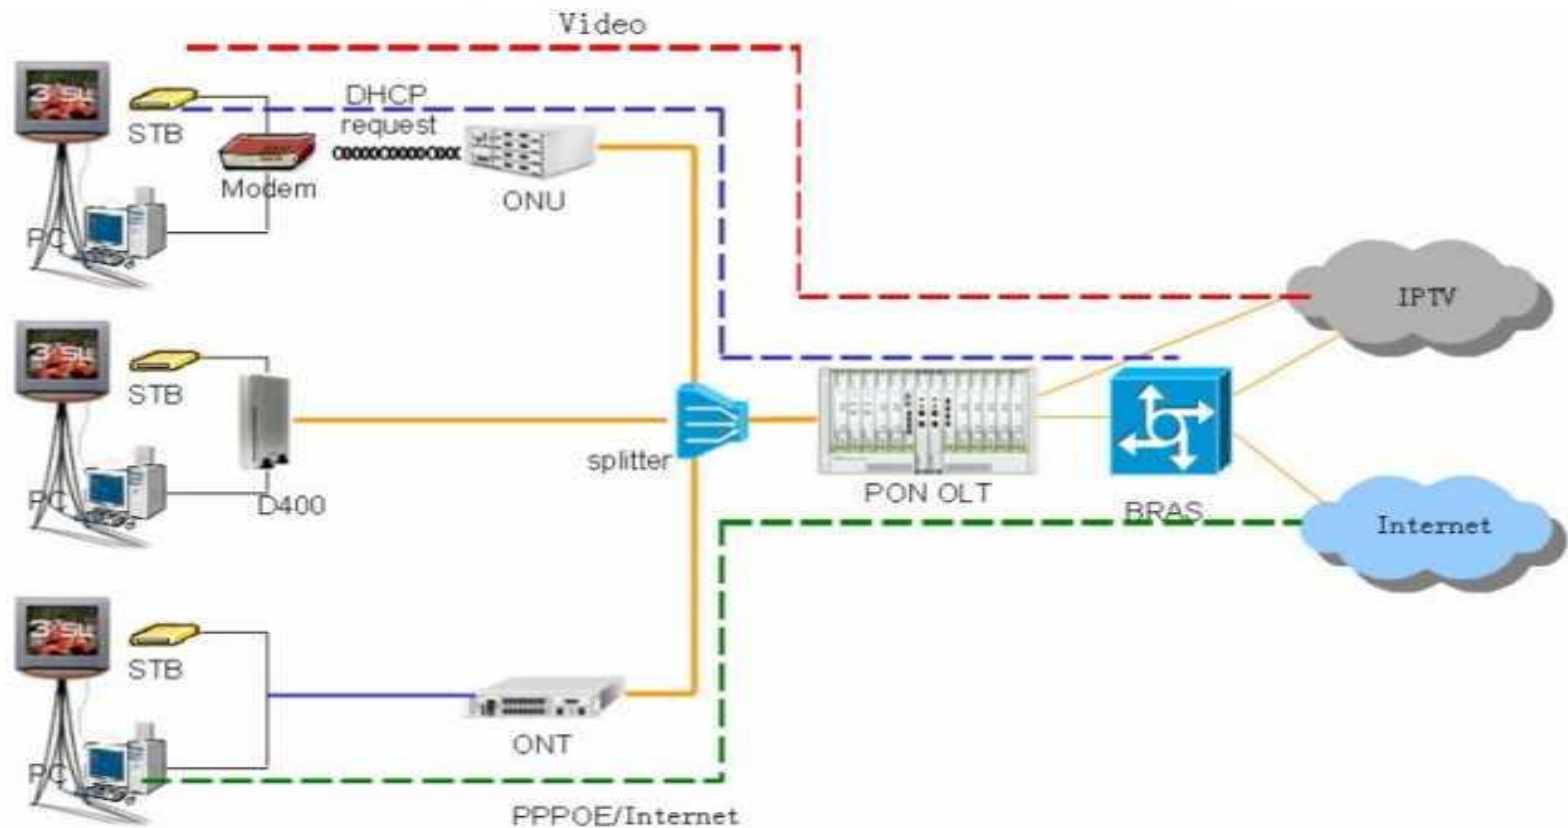 Video
STB
DHCP
request
Modem
ONU
PC
IPTV
STB
splitter
PC
D400
PON OLT
BRAS
Internet
STB
ONT
PC
PPPOE/Internet